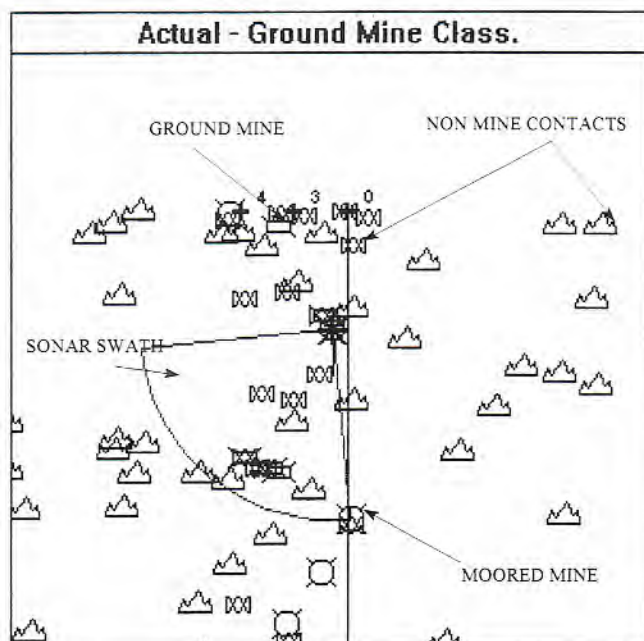 Actual - Ground Mine Class.
GROUND MINE
NON MINE CONTACTS
4 3 0
SONAR SWATH
MOORED MINE